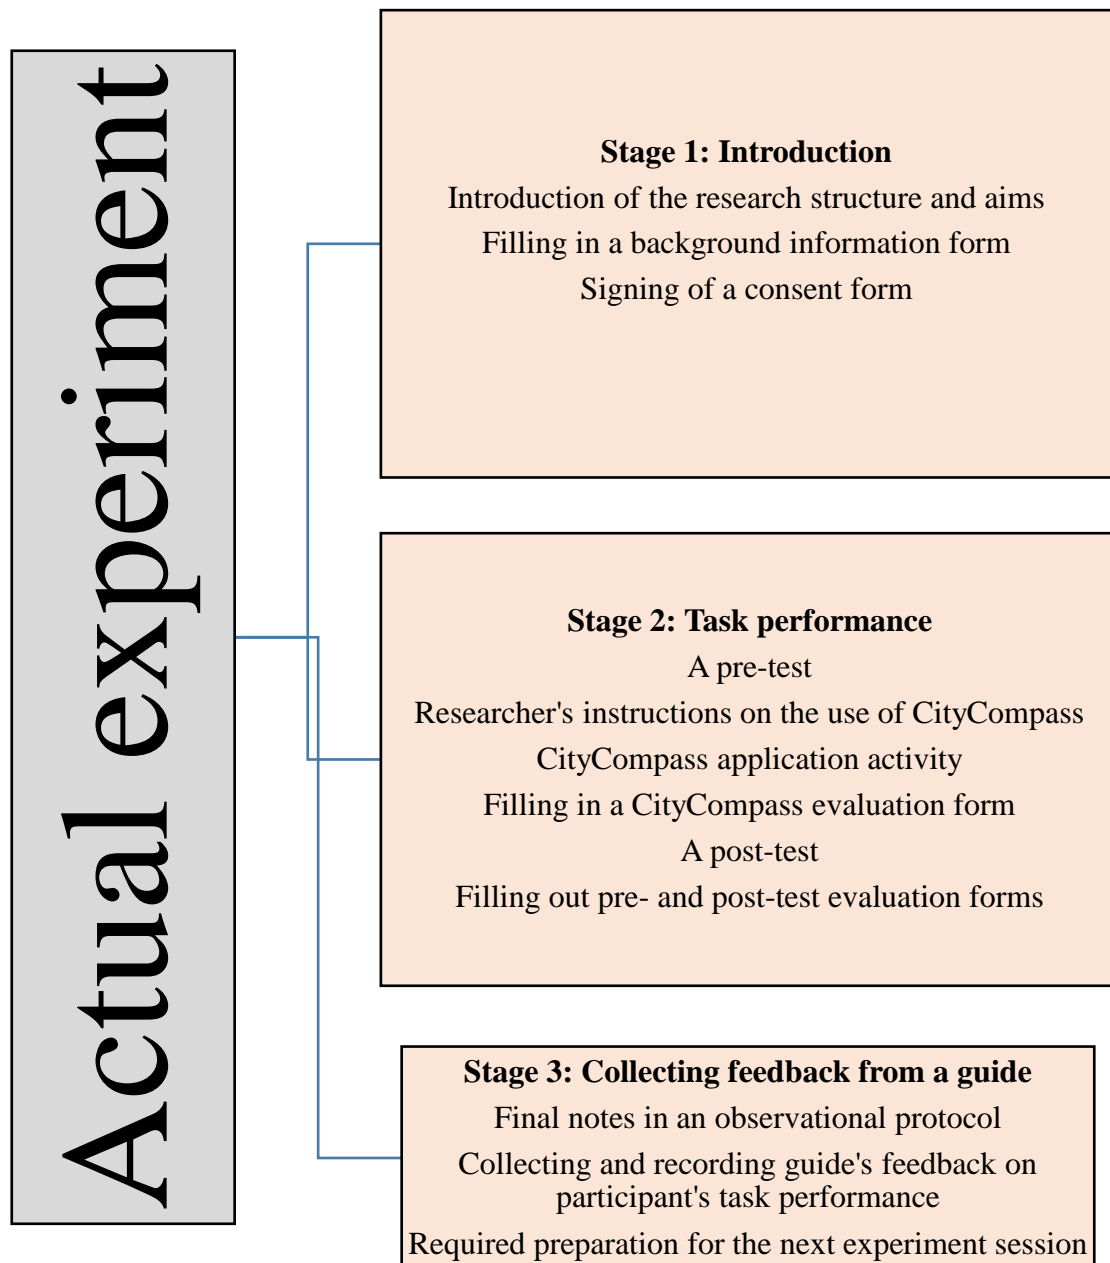 Actual experiment
Stage 1: Introduction
Introduction of the research structure and aims
Filling in a background information form
Signing of a consent form
Stage 2: Task performance
A pre-test
Researcher's instructions on the use of CityCompass
CityCompass application activity
Filling in a CityCompass evaluation form
A post-test
Filling out pre- and post-test evaluation forms
Stage 3: Collecting feedback from a guide
Final notes in an observational protocol
Collecting and recording guide's feedback on
participant's task performance
Required preparation for the next experiment session